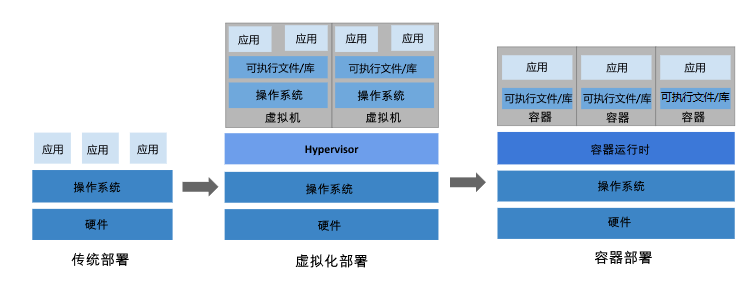 应用
应用
应用
操作系统
硬件
传统部署
应用
应用
应用
应用
可执行文件/库
可执行文件/库
操作系统
操作系统
虚拟机
虚拟机
Hypervisor
操作系统
硬件
虚拟化部署
应用
应用
应用
可执行文件/库
可执行文件/库
可执行文件/库
容器
容器
容器
容器运行时
操作系统
硬件
容器部署